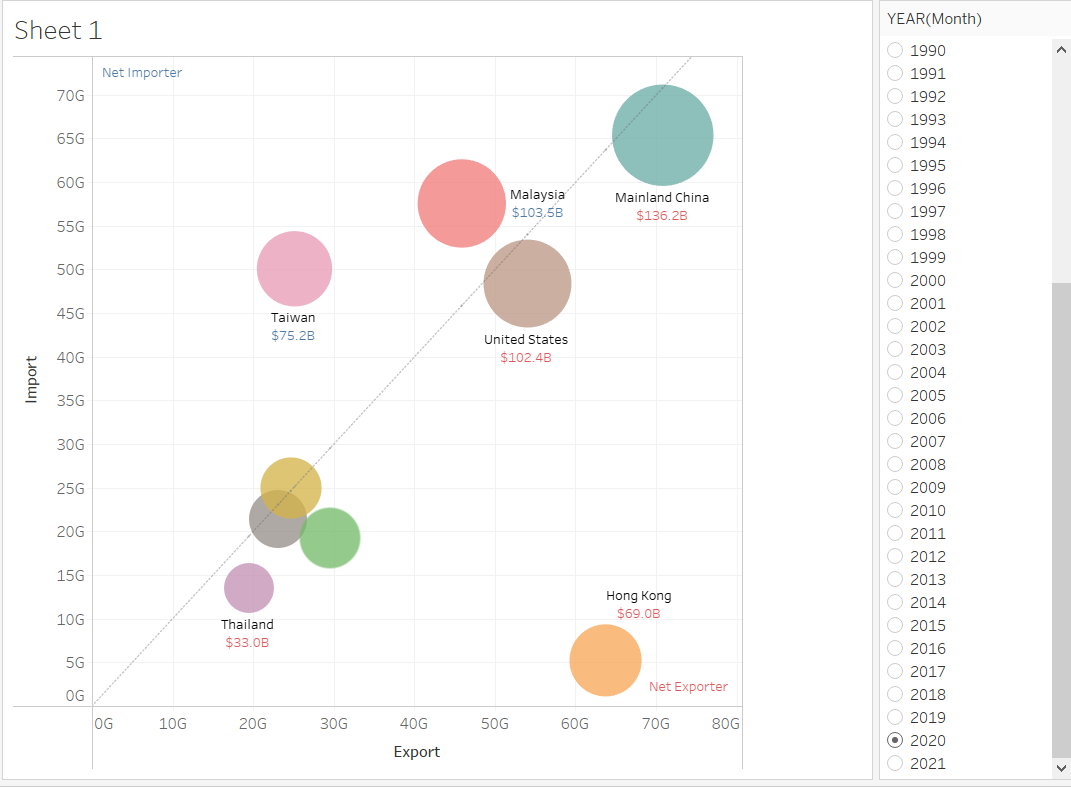 Sheet 1
YEAR(Month)
Net Importer
70G
65G
60G
55G
50G
45G
40G
35G
30G
25G
20G
15G
10G
5G
0G
Import
Mainland China
$136.2B
Malaysia
$103.5B
Taiwan
$75.2B
United States
$102.4B
Thailand
$33.0B
Hong Kong
$69.0B
Net Exporter
0G
10G
20G
30G
40G
50G
60G
70G
80G
Export
1990
1991
1992
1993
1994
1995
1996
1997
1998
1999
2000
2001
2002
2003
2004
2005
2006
2007
2008
2009
2010
2011
2012
2013
2014
2015
2016
2017
2018
2019
2020
2021